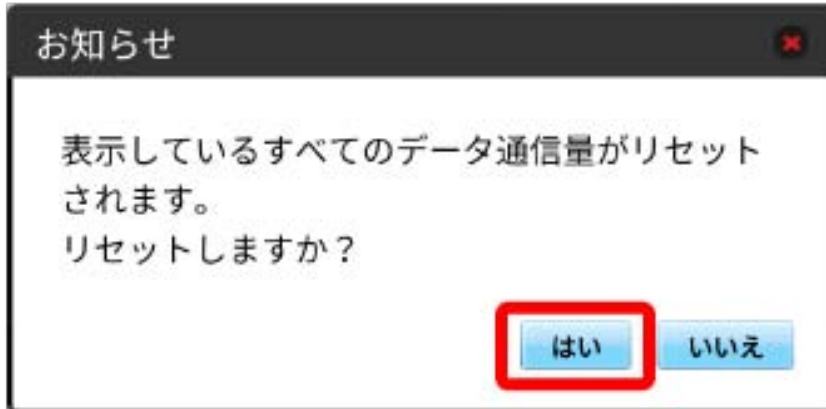 お知らせ
表示しているすべてのデータ通信量がリセット
されます。
リセットしますか？
はい いいえ